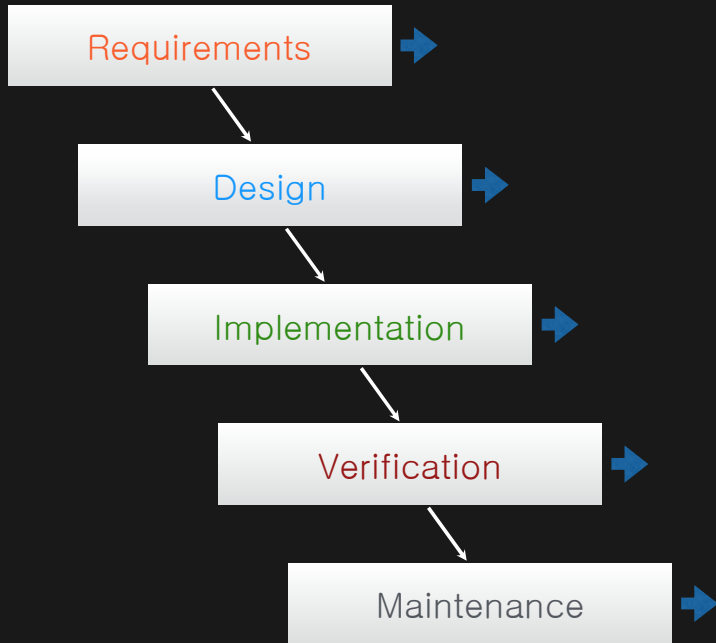 Requirements
Design
Implementation
Verification
Maintenance